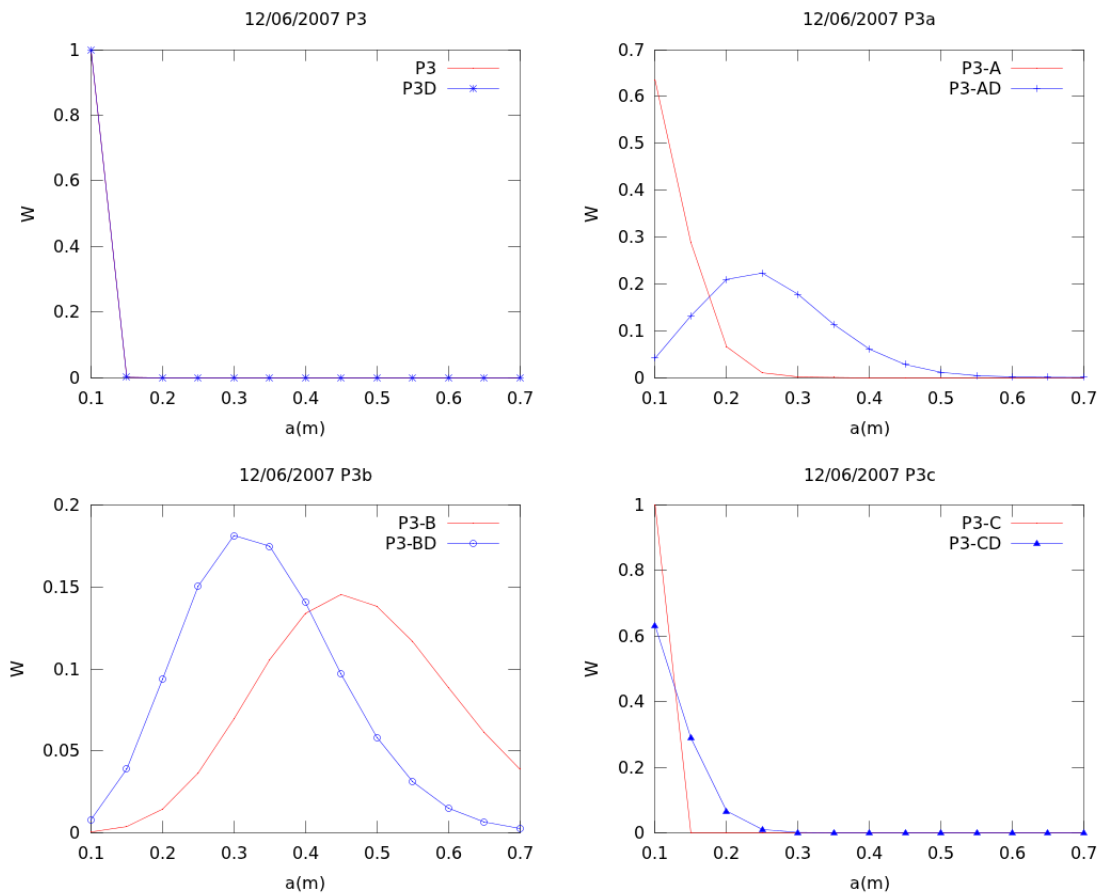 12/06/2007 P3
P3
P3D
1
0.8
0.6
0.4
0.2
0
W
0.1 0.2 0.3 0.4 0.5 0.6 0.7
a(m)
12/06/2007 P3a
P3-A
P3-AD
0.7
0.6
0.5
0.4
0.3
0.2
0.1
0
W
0.1 0.2 0.3 0.4 0.5 0.6 0.7
a(m)
12/06/2007 P3b
P3-B
P3-BD
0.2
0.15
0.1
0.05
0
W
0.1 0.2 0.3 0.4 0.5 0.6 0.7
a(m)
12/06/2007 P3c
P3-C
P3-CD
1
0.8
0.6
0.4
0.2
0
W
0.1 0.2 0.3 0.4 0.5 0.6 0.7
a(m)